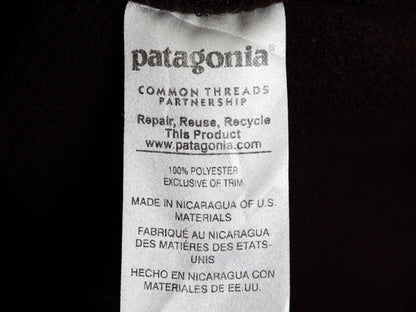 patagonia®
COMMON THREADS
PARTNERSHIP
Repair, Reuse, Recycle
This Product
www.patagonia.com
100% POLYESTER
EXCLUSIVE OF TRIM
MADE IN NICARAGUA OF U.S.
MATERIALS
FABRIQUÉ AU NICARAGUA
DES MATIÈRES DES ETATS-
UNIS
HECHO EN NICARAGUA CON
MATERIALES DE EE.UU.